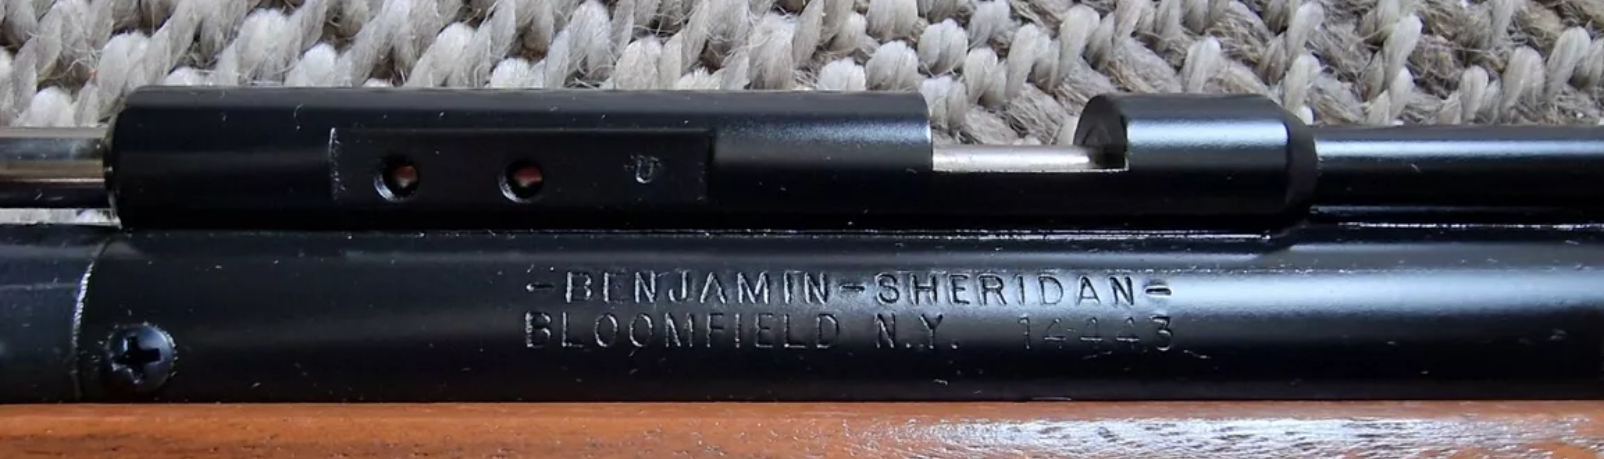 U
-BENJAMIN-SHERIDAN-
BLOOMFIELD N.Y. 14443